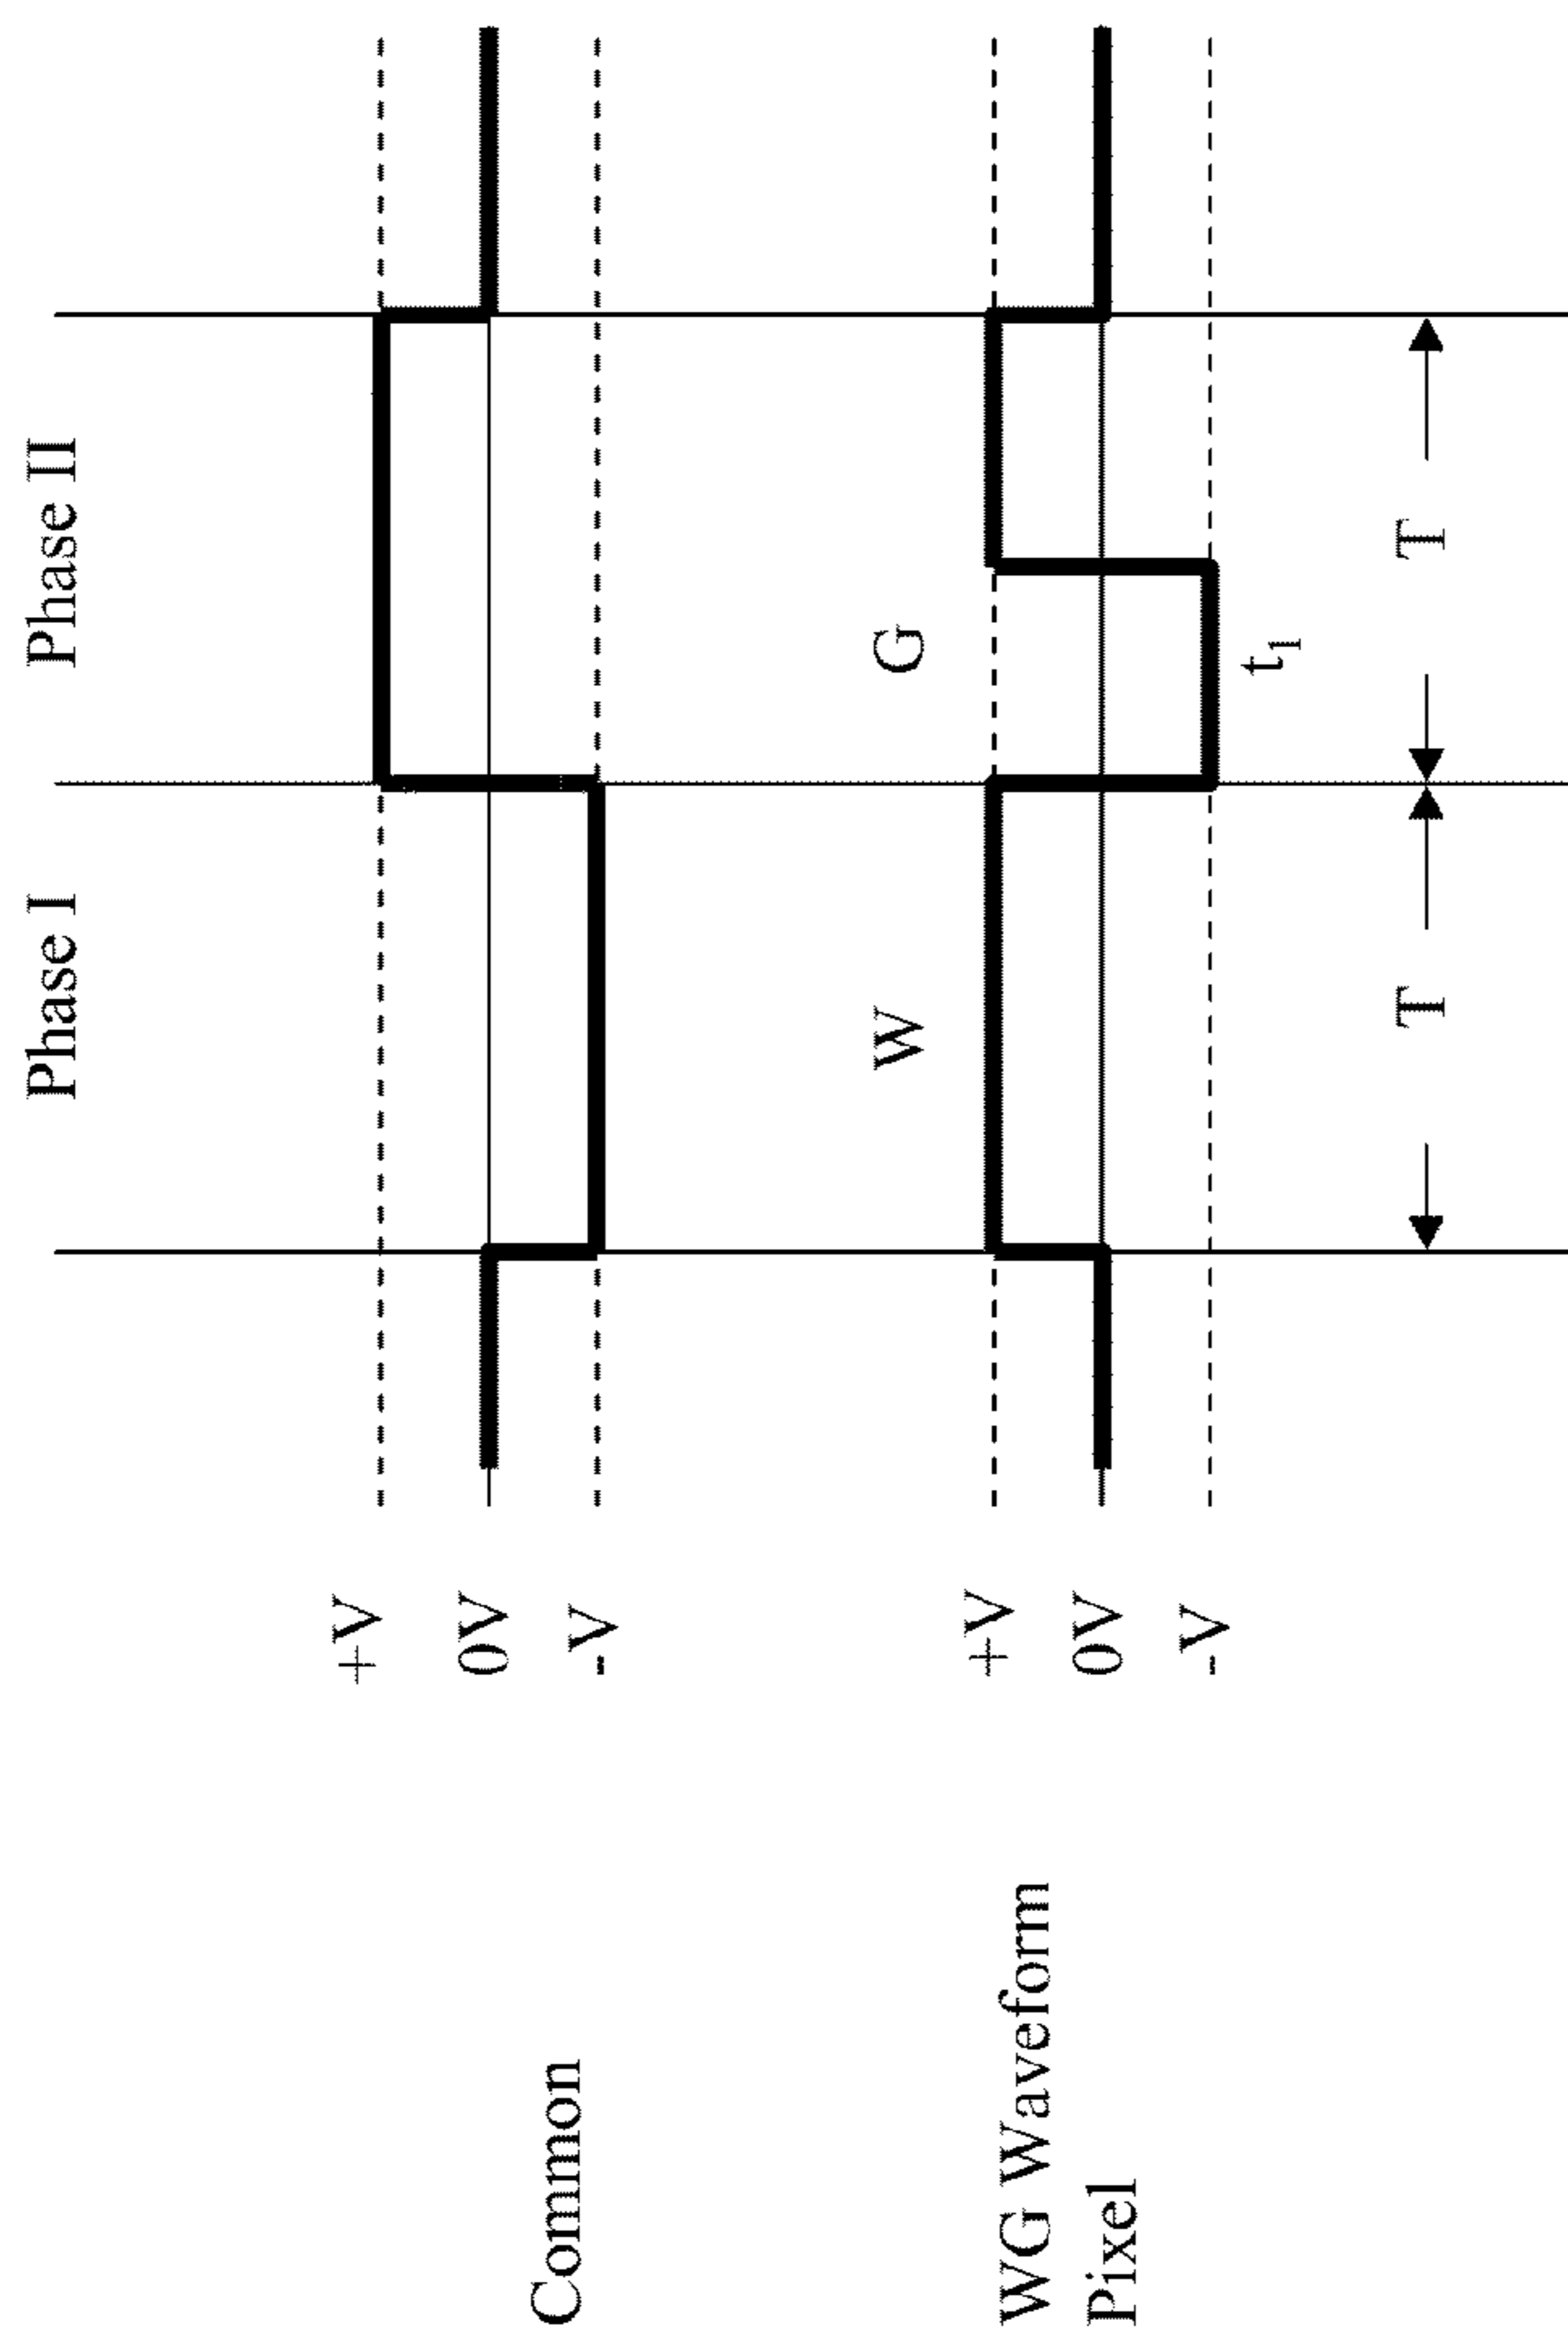 Phase I
Phase II
+V
0V
-V
Common
W
G
+V
0V
-V
WG Waveform
Pixel
t₁
T
T